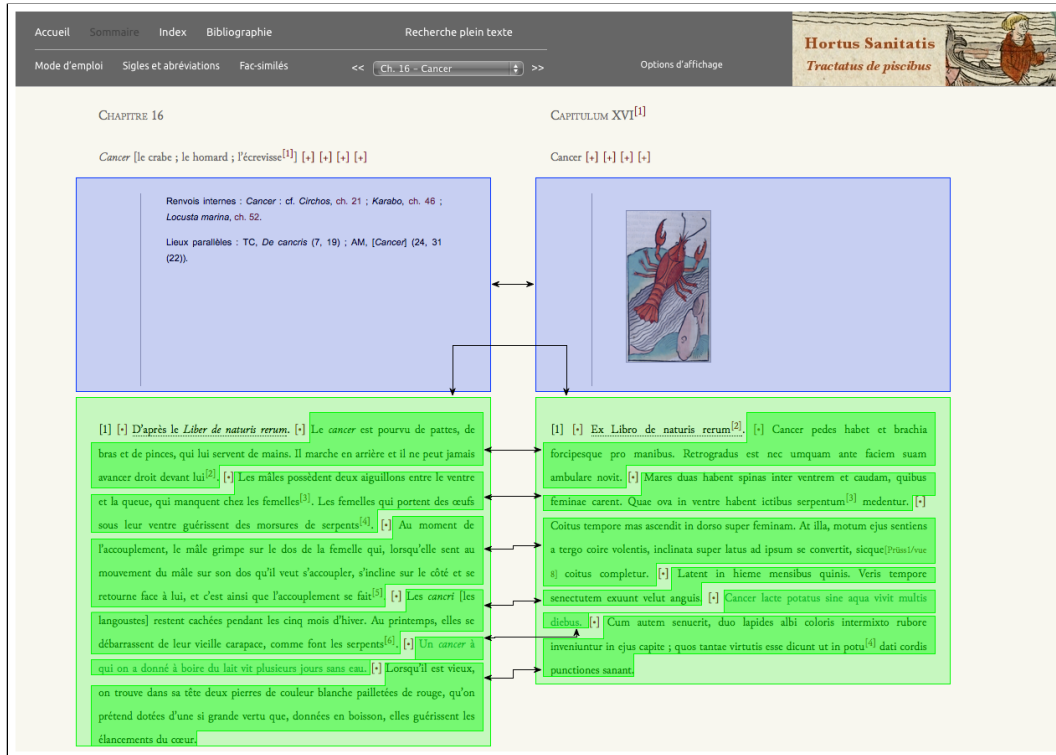 Accueil Sommaire Index Bibliographie Recherche plein texte
Mode d'emploi Sigles et abréviations Fac-similés << Ch. 16 - Cancer >> Options d'affichage
Hortus Sanitatis
Tractatus de piscibus
CHAPITRE 16
Cancer [le crabe ; le homard ; l'écrevisse[1]] [+] [+] [+] [+]
Renvois internes : Cancer : cf. Circhos, ch. 21 ; Karabo, ch. 46 ;
Locusta marina, ch. 52.
Lieux parallèles : TC, De cancris (7, 19) ; AM, [Cancer] (24, 31
(22)).
[1] [•] D'après le Liber de naturis rerum. [•] Le cancer est pourvu de pattes, de
bras et de pinces, qui lui servent de mains. Il marche en arrière et il ne peut jamais
avancer droit devant lui[2]. [•] Les mâles possèdent deux aiguillons entre le ventre
et la queue, qui manquent chez les femelles[3]. Les femelles qui portent des œufs
sous leur ventre guérissent des morsures de serpents[4]. [•] Au moment de
l'accouplement, le mâle grimpe sur le dos de la femelle qui, lorsqu'elle sent au
mouvement du mâle sur son dos qu'il veut s'accoupler, s'incline sur le côté et se
retourne face à lui, et c'est ainsi que l'accouplement se fait[5]. [•] Les cancri [les
langoustes] restent cachées pendant les cinq mois d'hiver. Au printemps, elles se
débarrassent de leur vieille carapace, comme font les serpents[6]. [•] Un cancer à
qui on a donné à boire du lait vit plusieurs jours sans eau. [•] Lorsqu'il est vieux,
on trouve dans sa tête deux pierres de couleur blanche pailletées de rouge, qu'on
prétend dotées d'une si grande vertu que, données en boisson, elles guérissent les
élancements du cœur.
CAPITULUM XVI[1]
Cancer [+] [+] [+] [+]
[1] [•] Ex Libro de naturis rerum[2]. [•] Cancer pedes habet et brachia
forcipesque pro manibus. Retrogradus est nec umquam ante faciem suam
ambulare novit. [•] Mares duas habent spinas inter ventrem et caudam, quibus
feminae carent. Quae ova in ventre habent ictibus serpentum[3] medentur. [•]
Coitus tempore mas ascendit in dorso super feminam. At illa, motum ejus sentiens
a tergo coire volentis, inclinata super latus ad ipsum se convertit, sicque[Prüss1/vue
8] coitus completur. [•] Latent in hieme mensibus quinis. Veris tempore
senectutem exuunt velut anguis. [•] Cancer lacte potatus sine aqua vivit multis
diebus. [•] Cum autem senuerit, duo lapides albi coloris intermixto rubore
inveniuntur in ejus capite ; quos tantae virtutis esse dicunt ut in potu[4] dati cordis
punctiones sanant.